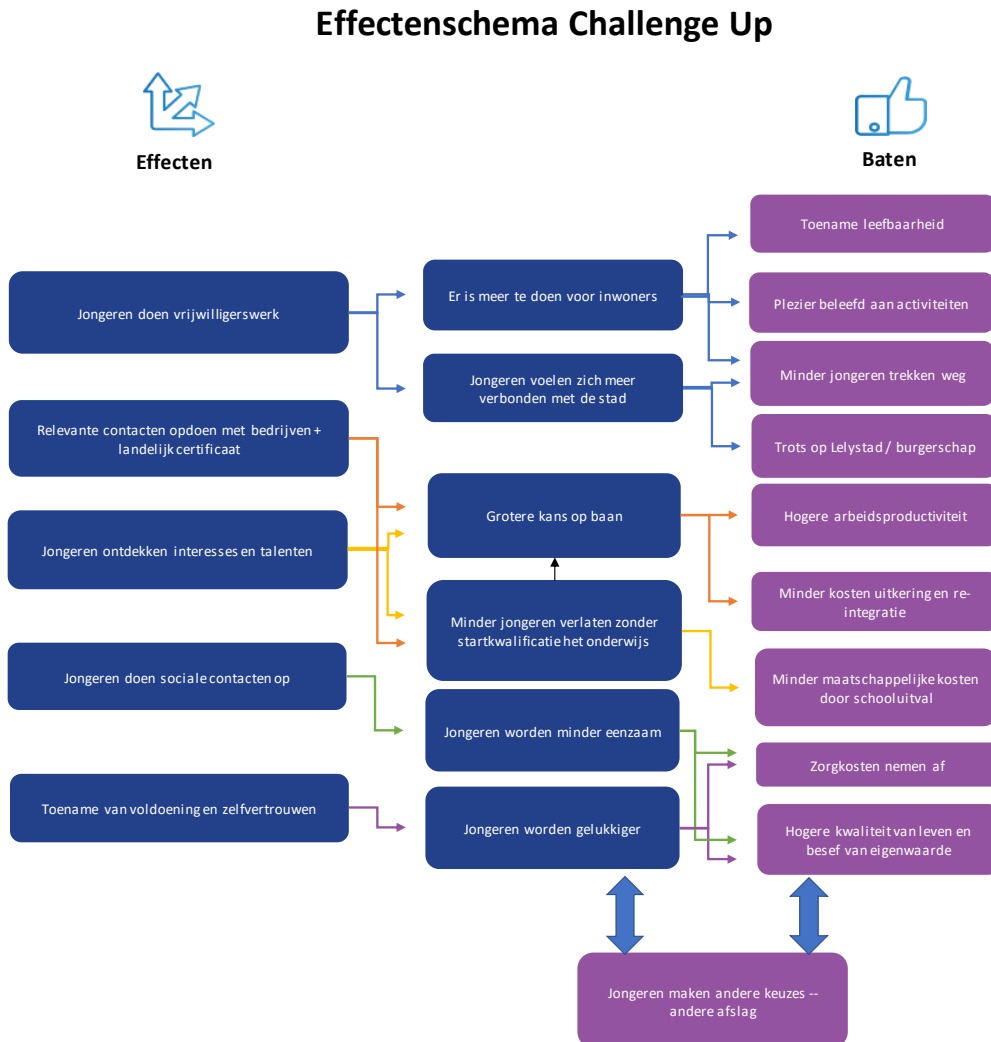 Effectenschema Challenge Up
Effecten
Baten
Jongeren doen vrijwilligerswerk
Relevante contacten opdoen met bedrijven +
landelijk certificaat
Jongeren ontdekken interesses en talenten
Jongeren doen sociale contacten op
Toename van voldoening en zelfvertrouwen
Er is meer te doen voor inwoners
Jongeren voelen zich meer
verbonden met de stad
Grotere kans op baan
Minder jongeren verlaten zonder
startkwalificatie het onderwijs
Jongeren worden minder eenzaam
Jongeren worden gelukkiger
Toename leefbaarheid
Plezier beleefd aan activiteiten
Minder jongeren trekken weg
Trots op Lelystad / burgerschap
Hogere arbeidsproductiviteit
Minder kosten uitkering en re-
integratie
Minder maatschappelijke kosten
door schooluitval
Zorgkosten nemen af
Hogere kwaliteit van leven en
besef van eigenwaarde
Jongeren maken andere keuzes --
andere afslag